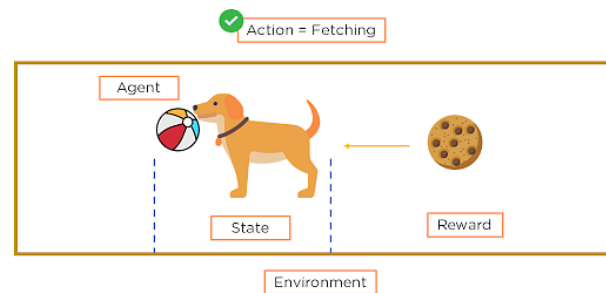 Action = Fetching
Agent
State
Reward
Environment